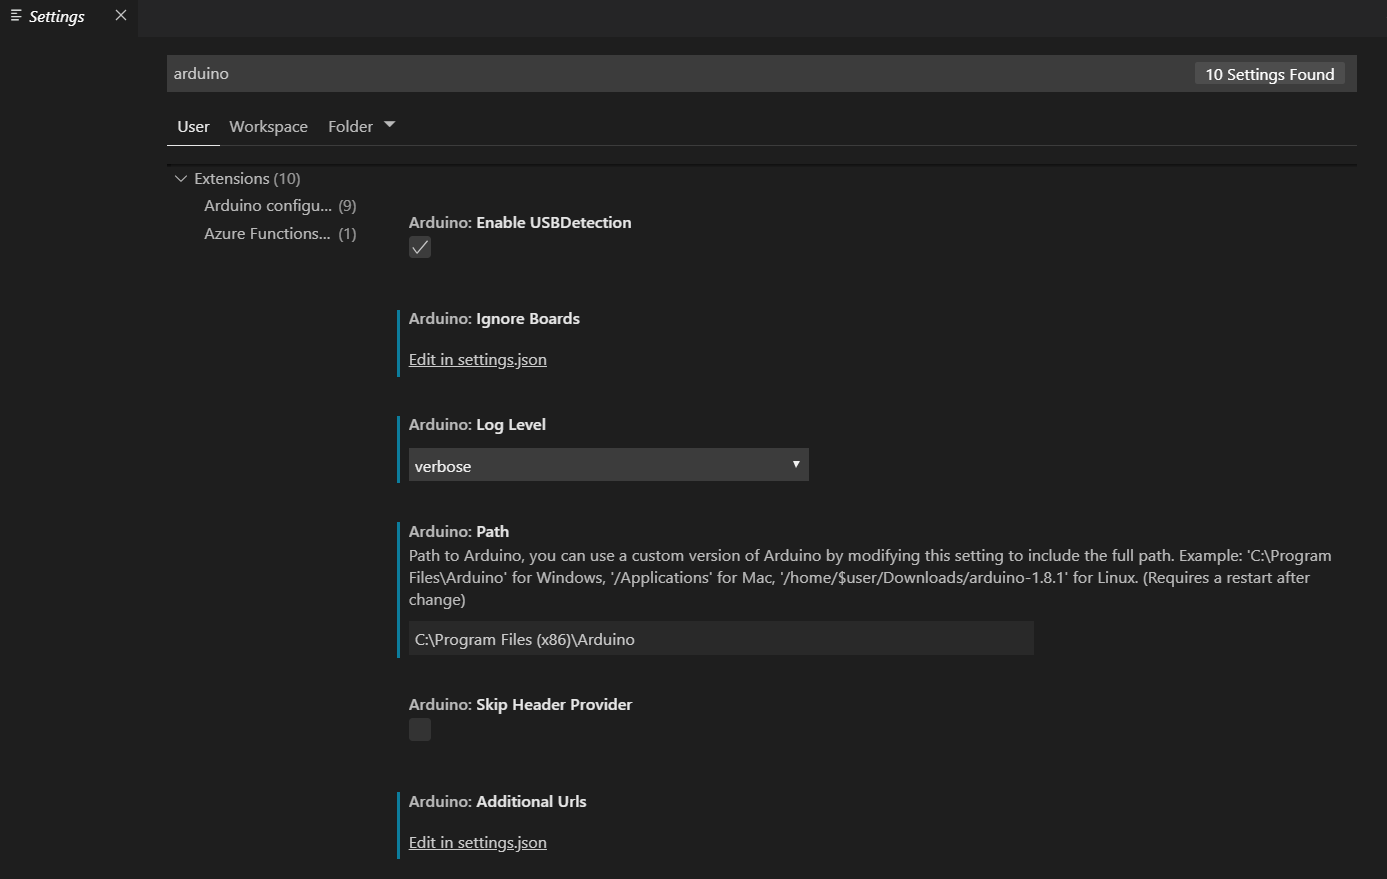 Settings
arduino
10 Settings Found
User Workspace Folder
Extensions (10)
Arduino configu... (9)
Azure Functions... (1)
Arduino: Enable USBDetection
Arduino: Ignore Boards
Edit in settings.json
Arduino: Log Level
verbose
Arduino: Path
Path to Arduino, you can use a custom version of Arduino by modifying this setting to include the full path. Example: 'C:\Program
Files\Arduino' for Windows, '/Applications' for Mac, '/home/$user/Downloads/arduino-1.8.1' for Linux. (Requires a restart after
change)
C:\Program Files (x86)\Arduino
Arduino: Skip Header Provider
Arduino: Additional Urls
Edit in settings.json